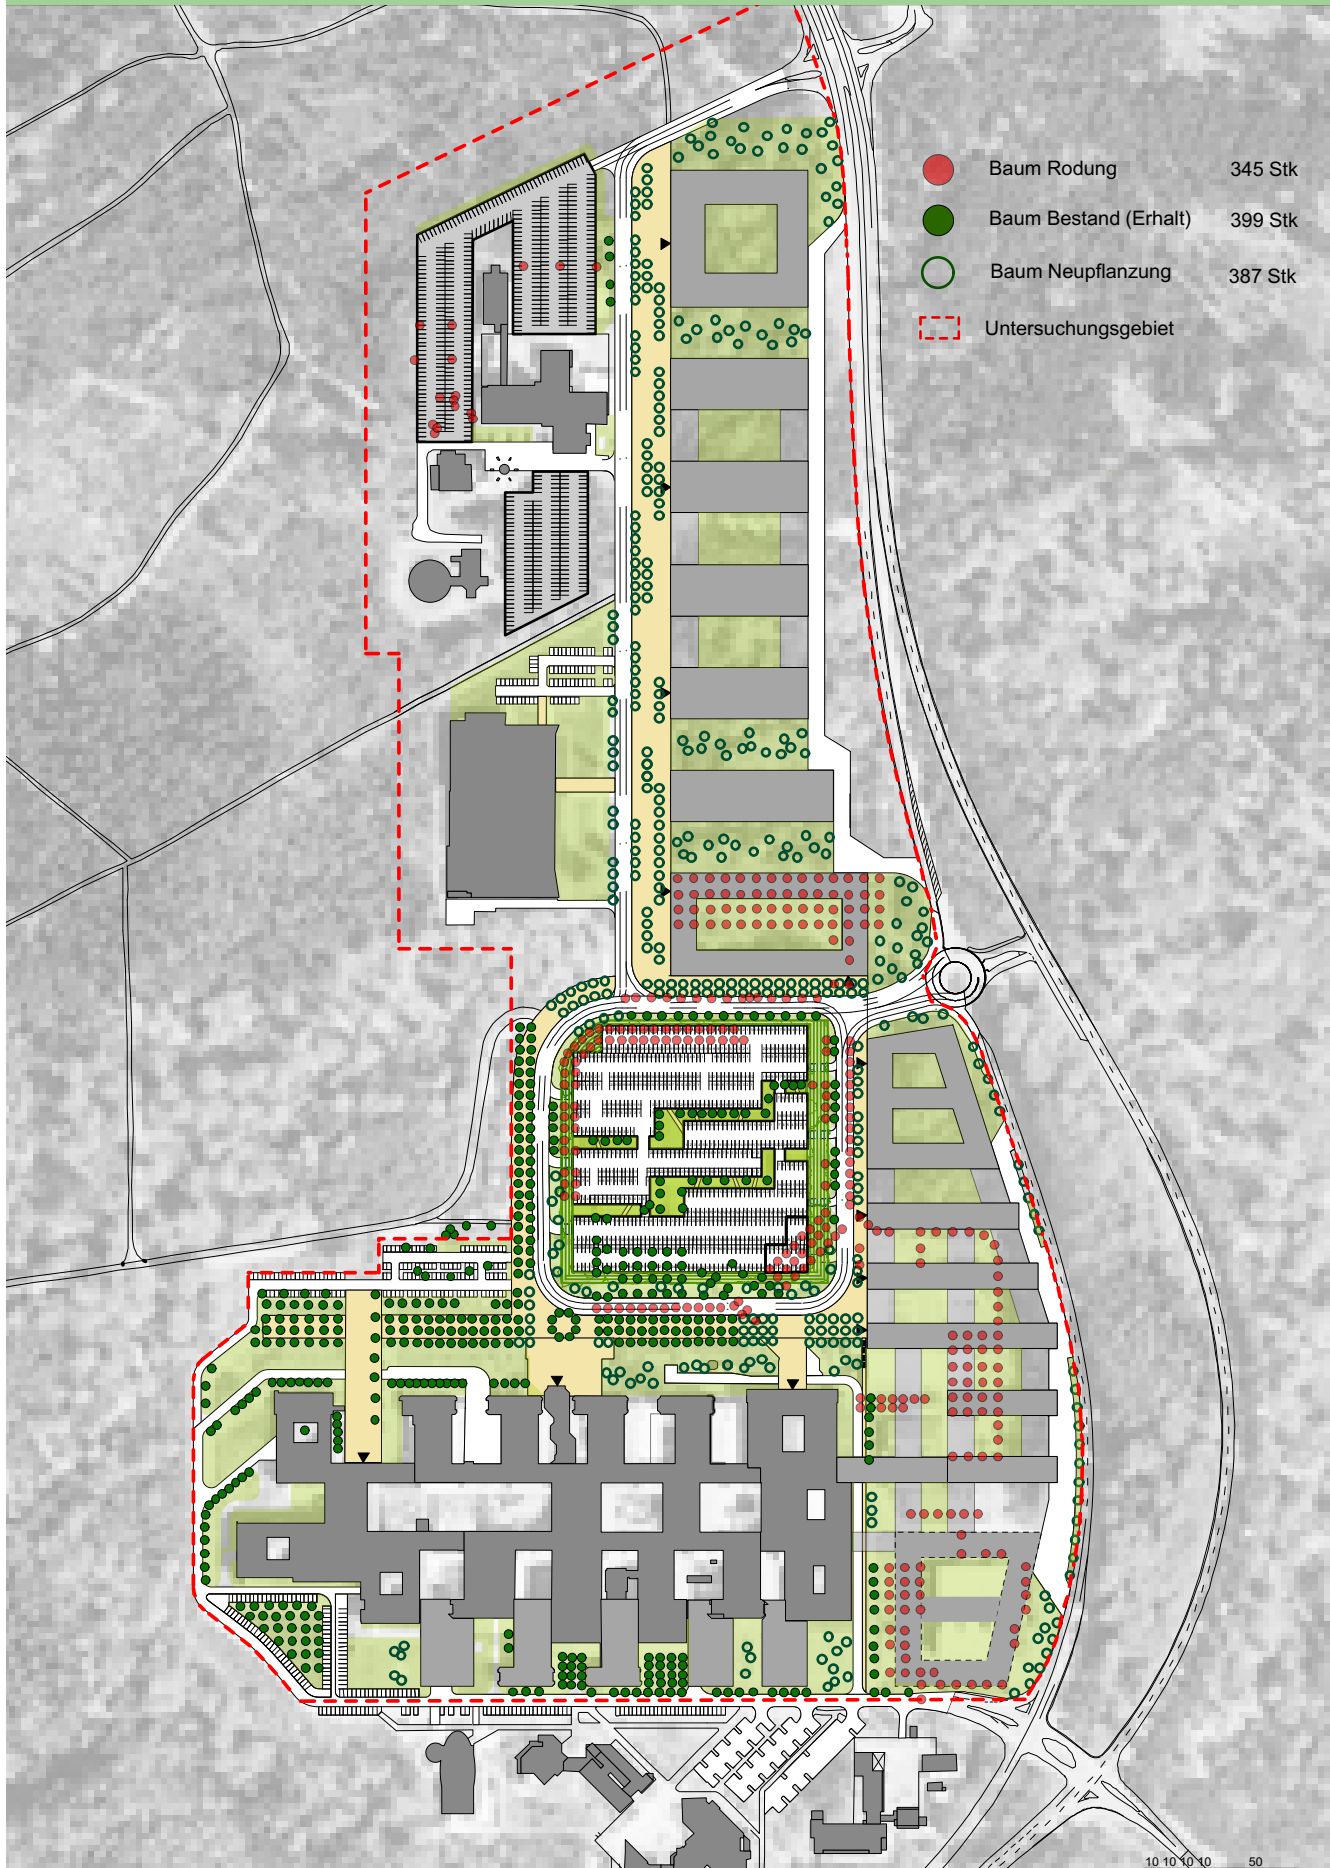 Baum Rodung 345 Stk
Baum Bestand (Erhalt) 399 Stk
Baum Neupflanzung 387 Stk
Untersuchungsgebiet
10 10 10 10 50